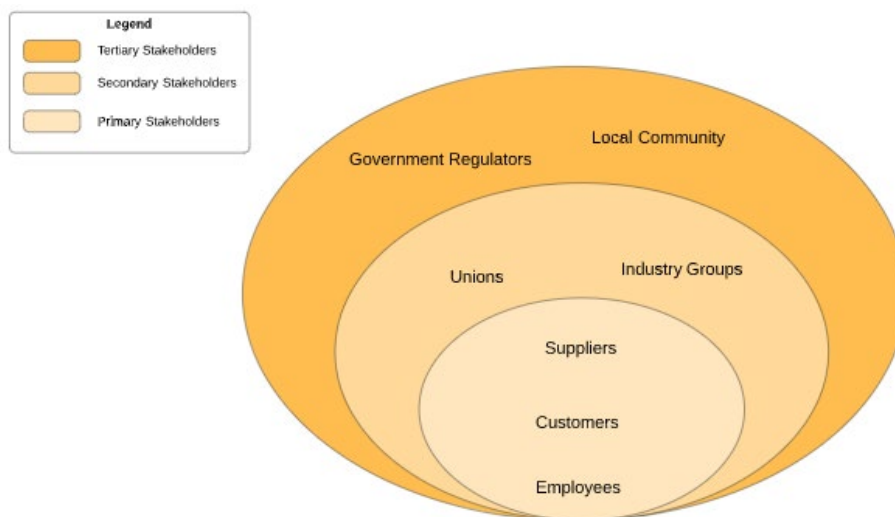 Legend
Tertiary Stakeholders
Secondary Stakeholders
Primary Stakeholders
Local Community
Government Regulators
Industry Groups
Unions
Suppliers
Customers
Employees